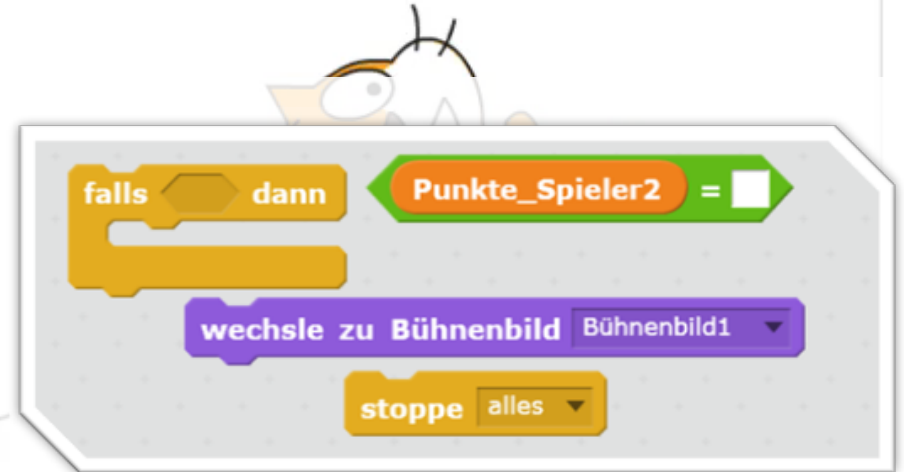 falls dann
Punkte_Spieler2 =
wechsle zu Bühnenbild Bühnenbild1
stoppe alles